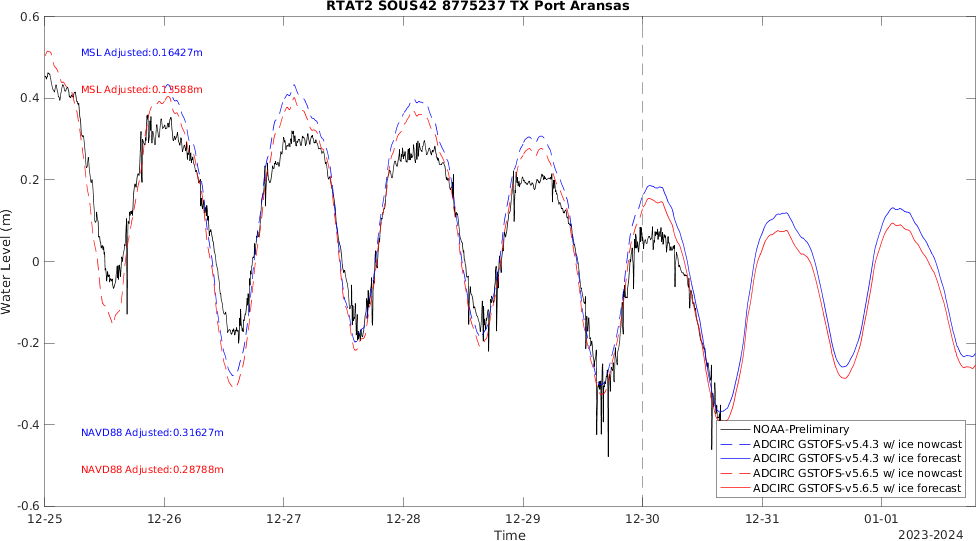 RTAT2 SOUS42 8775237 TX Port Aransas
0.6
0.4
0.2
0
-0.2
-0.4
-0.6
Water Level (m)
MSL Adjusted:0.16427m
MSL Adjusted:0.13588m
NAVD88 Adjusted:0.31627m
NAVD88 Adjusted:0.28788m
NOAA-Preliminary
ADCIRC GSTOFS-v5.4.3 w/ ice nowcast
ADCIRC GSTOFS-v5.4.3 w/ ice forecast
ADCIRC GSTOFS-v5.6.5 w/ ice nowcast
ADCIRC GSTOFS-v5.6.5 w/ ice forecast
12-25 12-26 12-27 12-28 12-29 12-30 12-31 01-01
Time
2023-2024